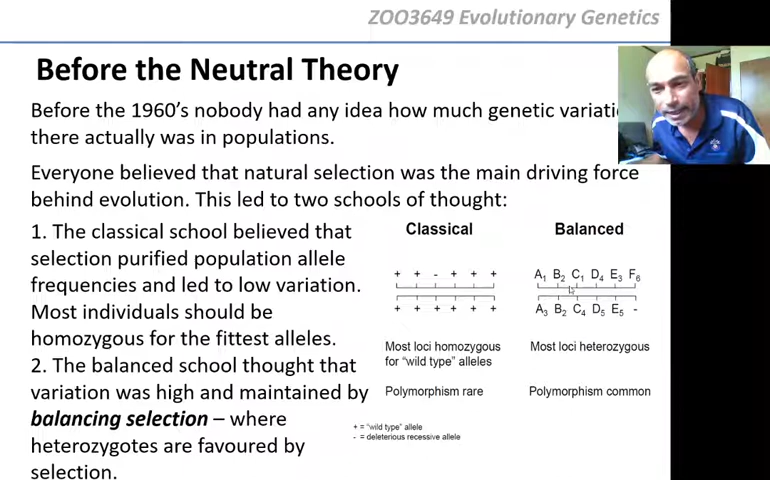 ZOO3649 Evolutionary Genetics
Before the Neutral Theory
Before the 1960's nobody had any idea how much genetic variati
there actually was in populations.
Everyone believed that natural selection was the main driving force
behind evolution. This led to two schools of thought:
1. The classical school believed that
selection purified population allele
frequencies and led to low variation.
Most individuals should be
homozygous for the fittest alleles.
2. The balanced school thought that
variation was high and maintained by
balancing selection – where
heterozygotes are favoured by
selection.
Classical
+ + - + + +
+ + + + + +
Most loci homozygous
for "wild type" alleles
Polymorphism rare
Balanced
A1 B2 C1 D4 E3 F6
A3 B2 C4 D5 E5 -
Most loci heterozygous
Polymorphism common
+ = "wild type" allele
- = deleterious recessive allele